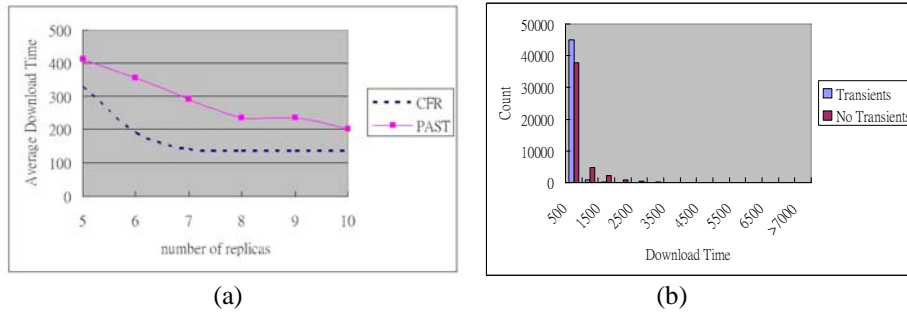 500
400
300
200
100
0
Average Download Time
5 6 7 8 9 10
number of replicas
CFR
PAST
(a)
50000
40000
30000
20000
10000
0
Count
500 1500 2500 3500 4500 5500 6500 >7000
Download Time
Transients
No Transients
(b)